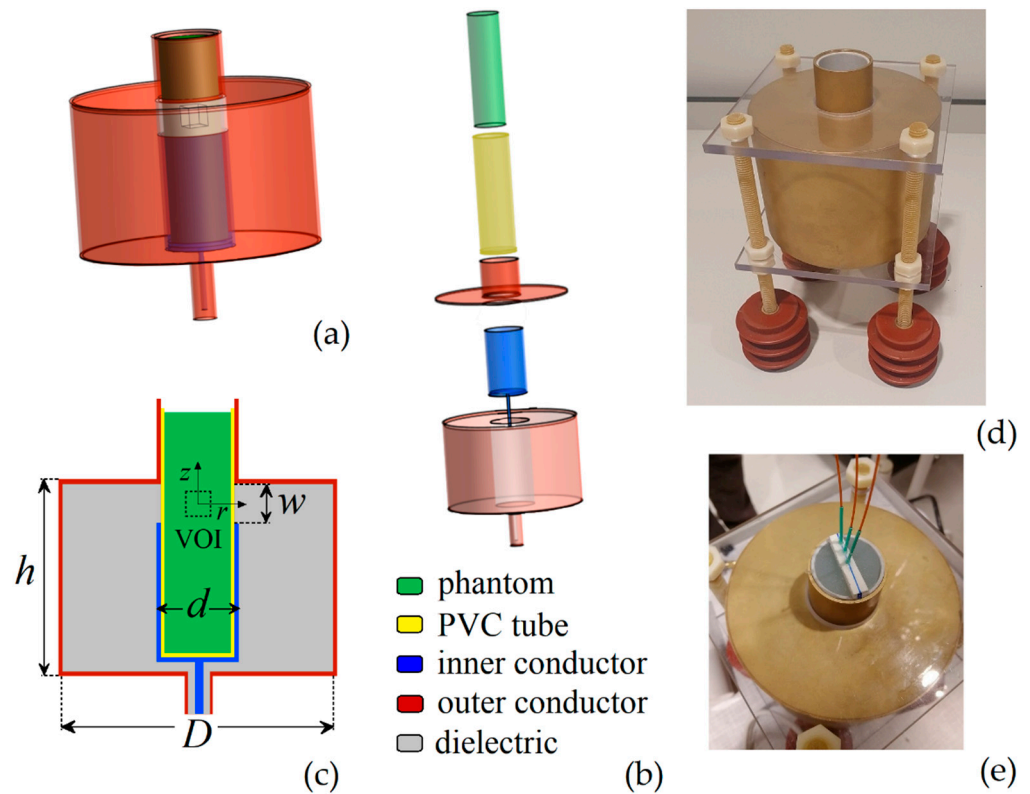 (a)
(b)
(d)
z
r
w
VOI
h
d
D
(c)
phantom
PVC tube
inner conductor
outer conductor
dielectric
(e)